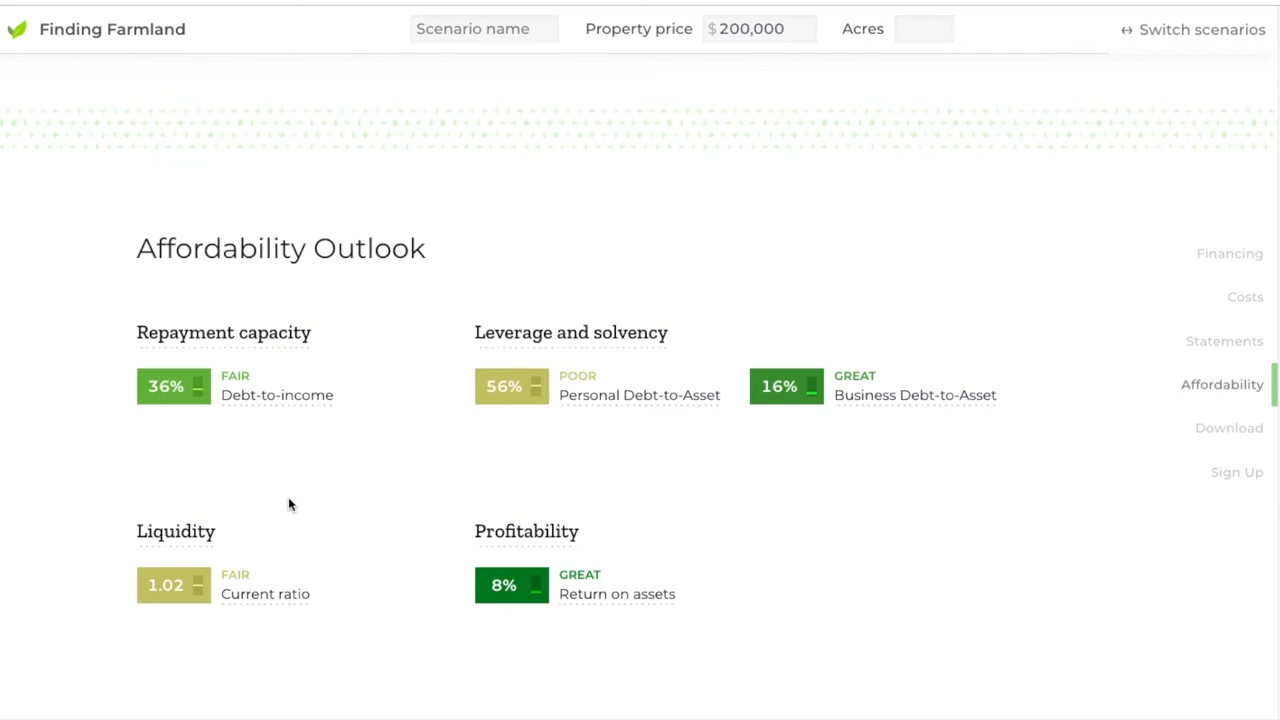 Finding Farmland
Scenario name
Property price
$ 200,000
Acres
↔ Switch scenarios
Affordability Outlook
Repayment capacity
36%
FAIR
Debt-to-income
Leverage and solvency
56%
POOR
Personal Debt-to-Asset
16%
GREAT
Business Debt-to-Asset
Liquidity
1.02
FAIR
Current ratio
Profitability
8%
GREAT
Return on assets
Financing
Costs
Statements
Affordability
Download
Sign Up